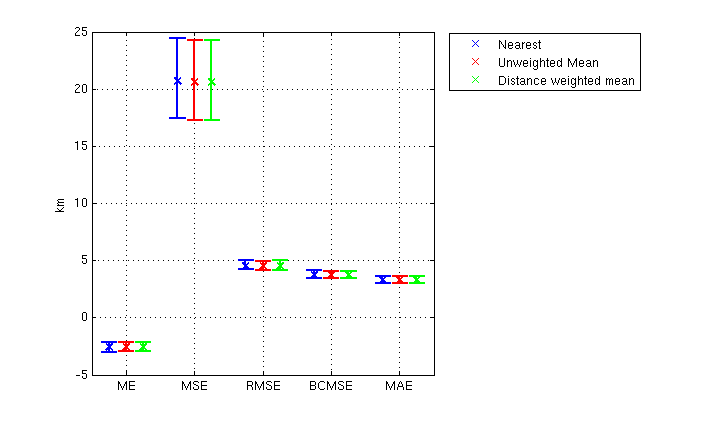 25
20
15
10
5
0
-5
km
ME MSE RMSE BCMSE MAE
Nearest
Unweighted Mean
Distance weighted mean